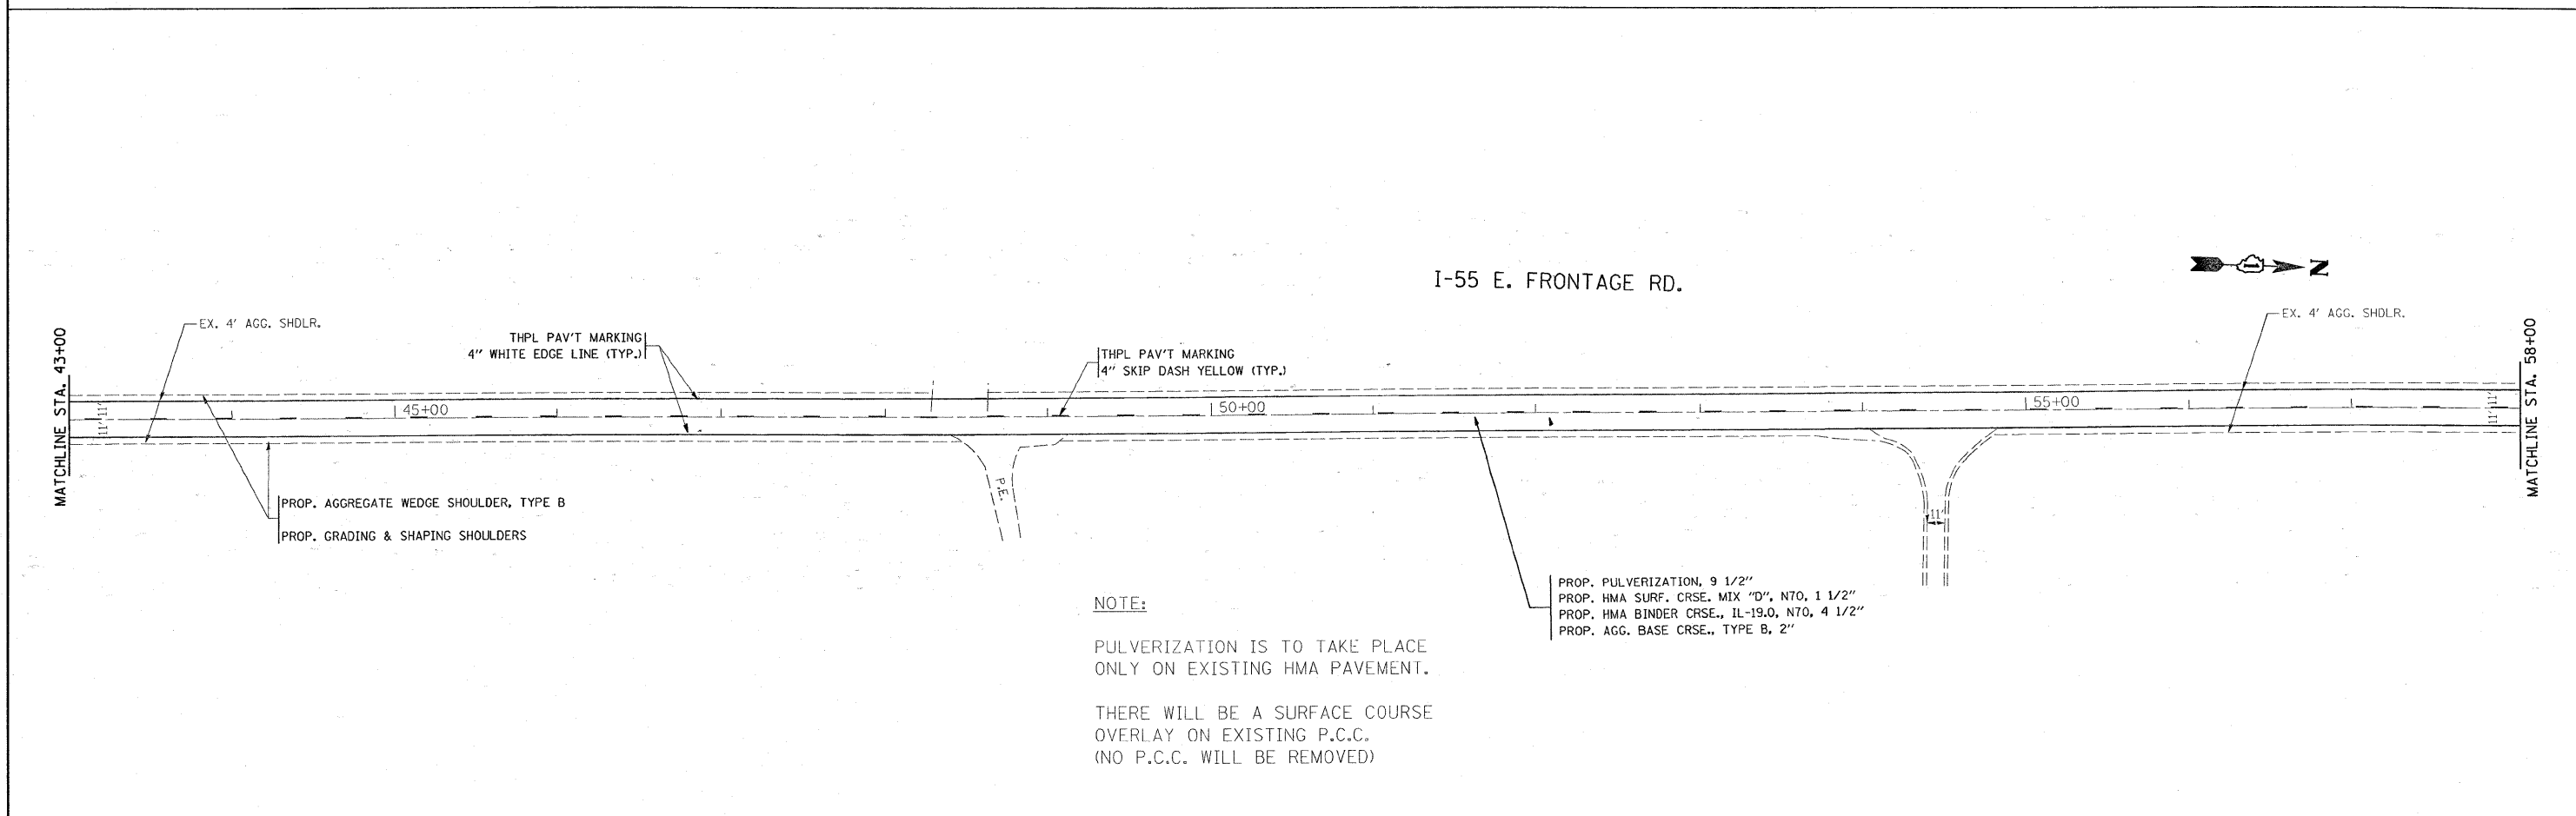 I-55 E. FRONTAGE RD.
N
EX. 4' AGG. SHDLR.
THPL PAV'T MARKING
4" WHITE EDGE LINE (TYP.)
THPL PAV'T MARKING
4" SKIP DASH YELLOW (TYP.)
EX. 4' AGG. SHDLR.
MATCHLINE STA. 43+00
11'
11'
45+00
50+00
55+00
11'
11'
MATCHLINE STA. 58+00
P.E.
11'
PROP. AGGREGATE WEDGE SHOULDER, TYPE B
PROP. GRADING & SHAPING SHOULDERS
PROP. PULVERIZATION, 9 1/2"
PROP. HMA SURF. CRSE. MIX "D", N70, 1 1/2"
PROP. HMA BINDER CRSE., IL-19.0, N70, 4 1/2"
PROP. AGG. BASE CRSE., TYPE B, 2"
NOTE:
PULVERIZATION IS TO TAKE PLACE
ONLY ON EXISTING HMA PAVEMENT.
THERE WILL BE A SURFACE COURSE
OVERLAY ON EXISTING P.C.C.
(NO P.C.C. WILL BE REMOVED)